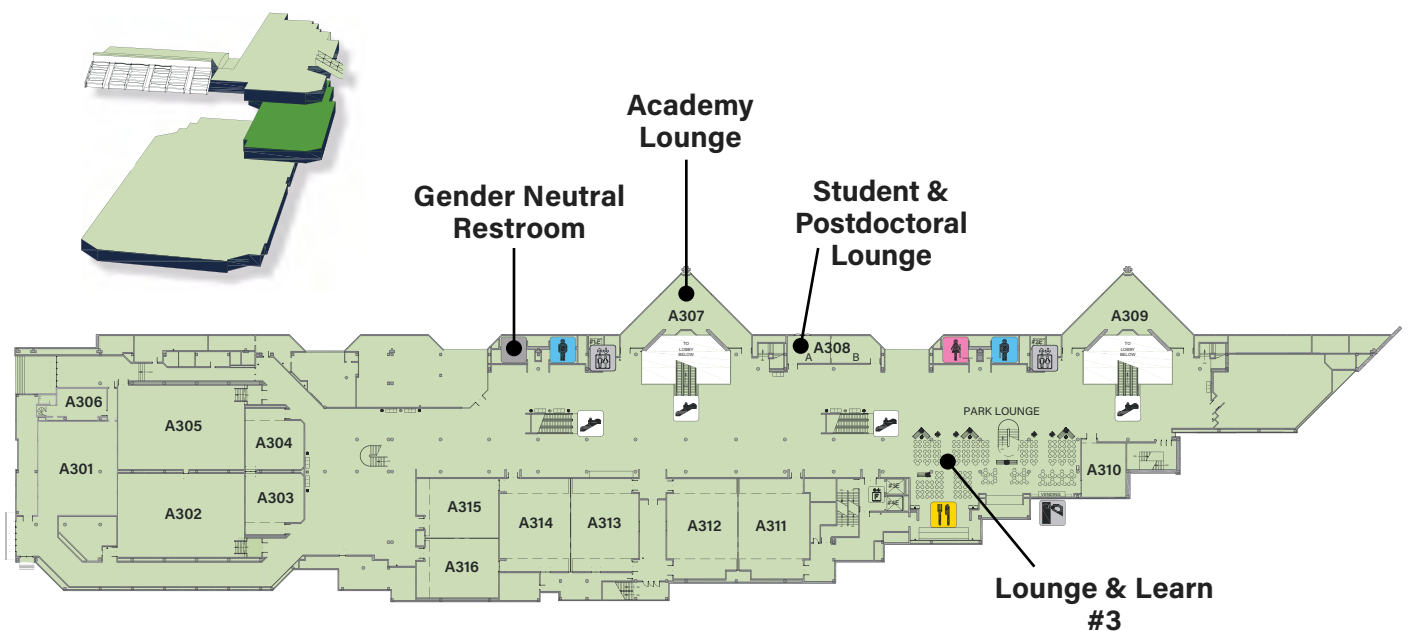 Academy
Lounge
Gender Neutral
Restroom
Student &
Postdoctoral
Lounge
A307
A309
TO
LOBBY
BELOW
A308
A
B
TO
LOBBY
BELOW
A306
A305
A304
PARK LOUNGE
A301
A310
A303
A302
A315
A314
A313
A312
A311
VENDING
A316
Lounge & Learn
#3